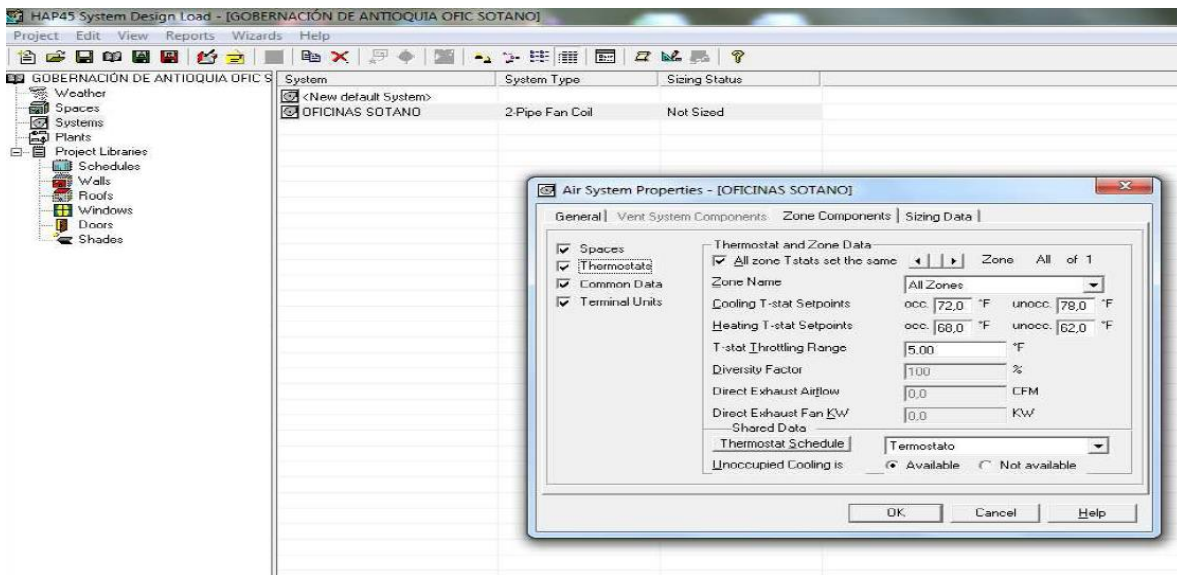 HAP45 System Design Load - [GOBERNACIÓN DE ANTIOQUIA OFIC SOTANO]
Project Edit View Reports Wizards Help
GOBERNACIÓN DE ANTIOQUIA OFIC S
Weather
Spaces
Systems
Plants
Project Libraries
Schedules
Walls
Roofs
Windows
Doors
Shades
System System Type Sizing Status
<New default System>
OFICINAS SOTANO 2-Pipe Fan Coil Not Sized
Air System Properties - [OFICINAS SOTANO]
General Vent System Components Zone Components Sizing Data
Spaces
Thermostats
Common Data
Terminal Units
Thermostat and Zone Data
All zone Tstats set the same Zone All of 1
Zone Name All Zones
Cooling T-stat Setpoints occ. 72,0 °F unocc. 78,0 °F
Heating T-stat Setpoints occ. 68,0 °F unocc. 62,0 °F
T-stat Throttling Range 5.00 °F
Diversity Factor 100 %
Direct Exhaust Airflow 0,0 CFM
Direct Exhaust Fan KW 0,0 KW
Shared Data
Thermostat Schedule Termostato
Unoccupied Cooling is Available Not available
OK Cancel Help